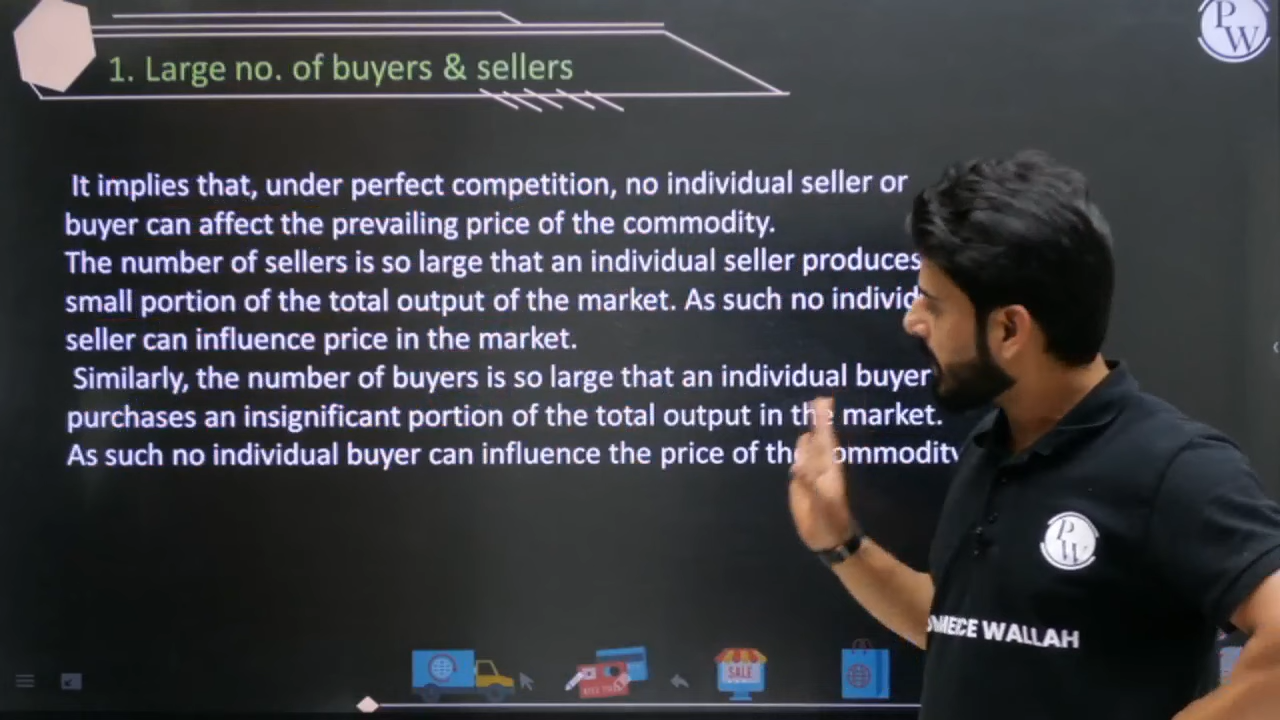 P
W
1. Large no. of buyers & sellers
It implies that, under perfect competition, no individual seller or
buyer can affect the prevailing price of the commodity.
The number of sellers is so large that an individual seller produces
small portion of the total output of the market. As such no individ
seller can influence price in the market.
Similarly, the number of buyers is so large that an individual buyer
purchases an insignificant portion of the total output in the market.
As such no individual buyer can influence the price of the commodity
P
W
MERCE WALLAH
SALE